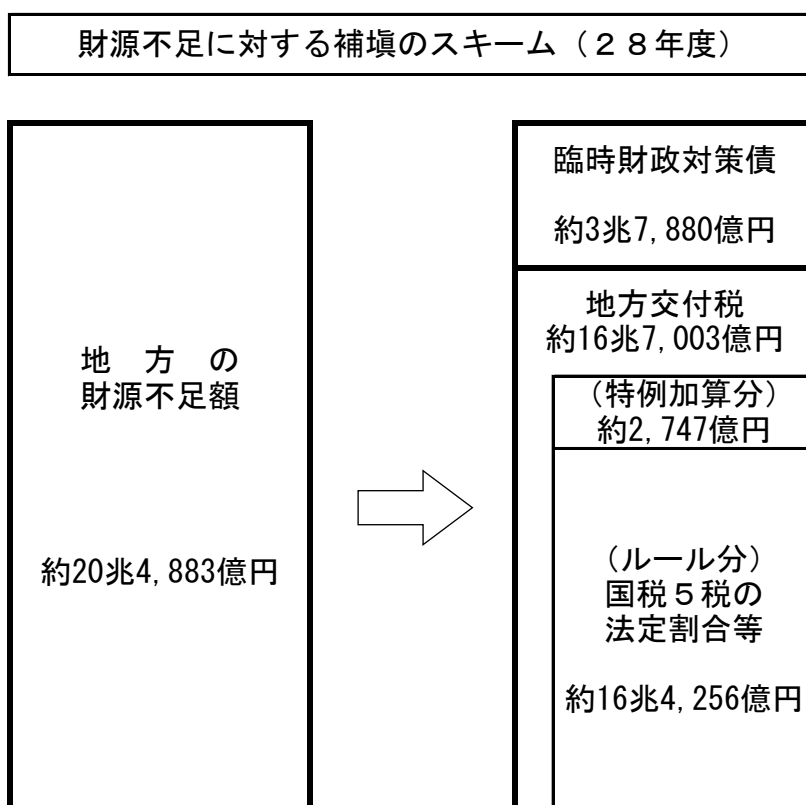 財源不足に対する補塡のスキーム（２８年度）
地　方　の
財源不足額
約20兆4,883億円
臨時財政対策債
約3兆7,880億円
地方交付税
約16兆7,003億円
（特例加算分）
約2,747億円
（ルール分）
国税５税の
法定割合等
約16兆4,256億円